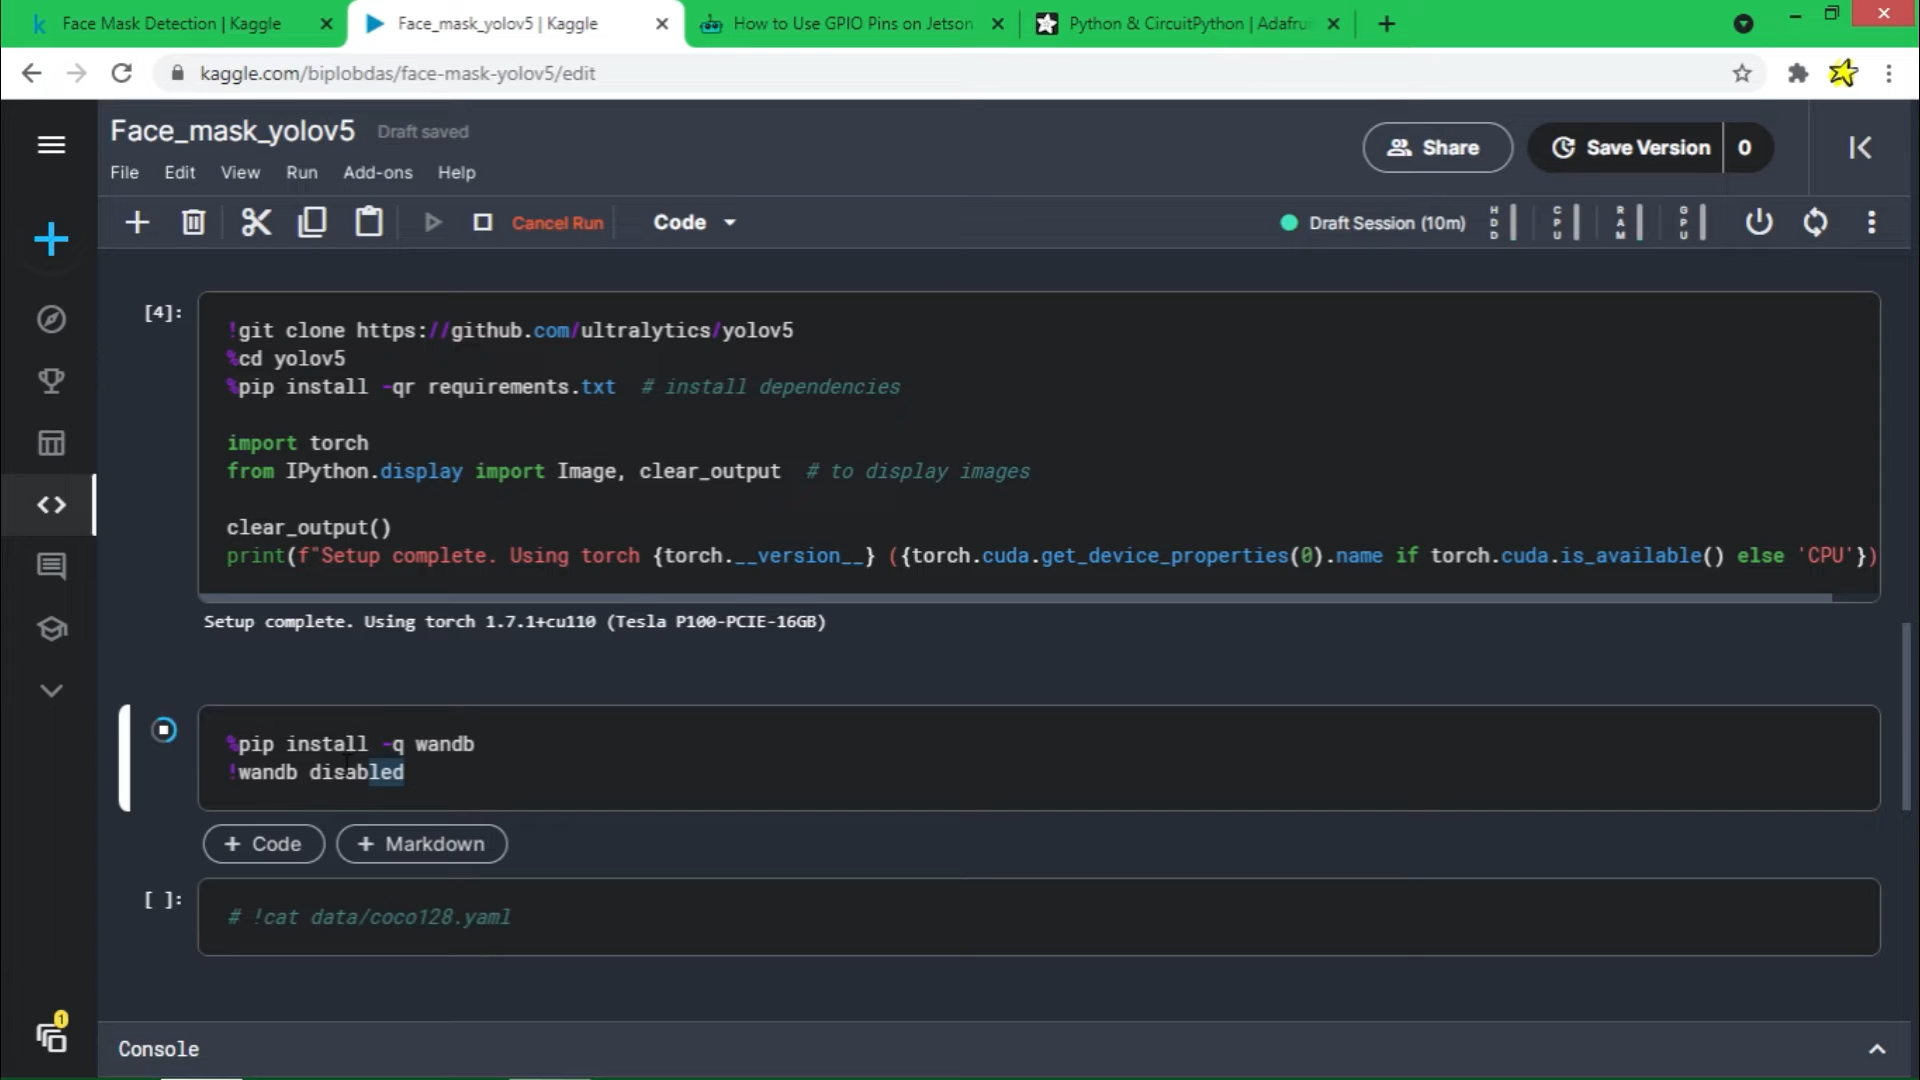 Face Mask Detection | Kaggle
Face_mask_yolov5 | Kaggle
How to Use GPIO Pins on Jetson
Python & CircuitPython | Adafru
kaggle.com/biplobdas/face-mask-yolov5/edit
Face_mask_yolov5 Draft saved
Share
Save Version 0
File Edit View Run Add-ons Help
Cancel Run
Code
Draft Session (10m)
HDD
CPU
RAM
GPU
[4]:
!git clone https://github.com/ultralytics/yolov5
%cd yolov5
%pip install -qr requirements.txt # install dependencies
import torch
from IPython.display import Image, clear_output # to display images
clear_output()
print(f"Setup complete. Using torch {torch.__version__} ({torch.cuda.get_device_properties(0).name if torch.cuda.is_available() else 'CPU'})
Setup complete. Using torch 1.7.1+cu110 (Tesla P100-PCIE-16GB)
%pip install -q wandb
!wandb disabled
+ Code
+ Markdown
[ ]:
# !cat data/coco128.yaml
1
Console